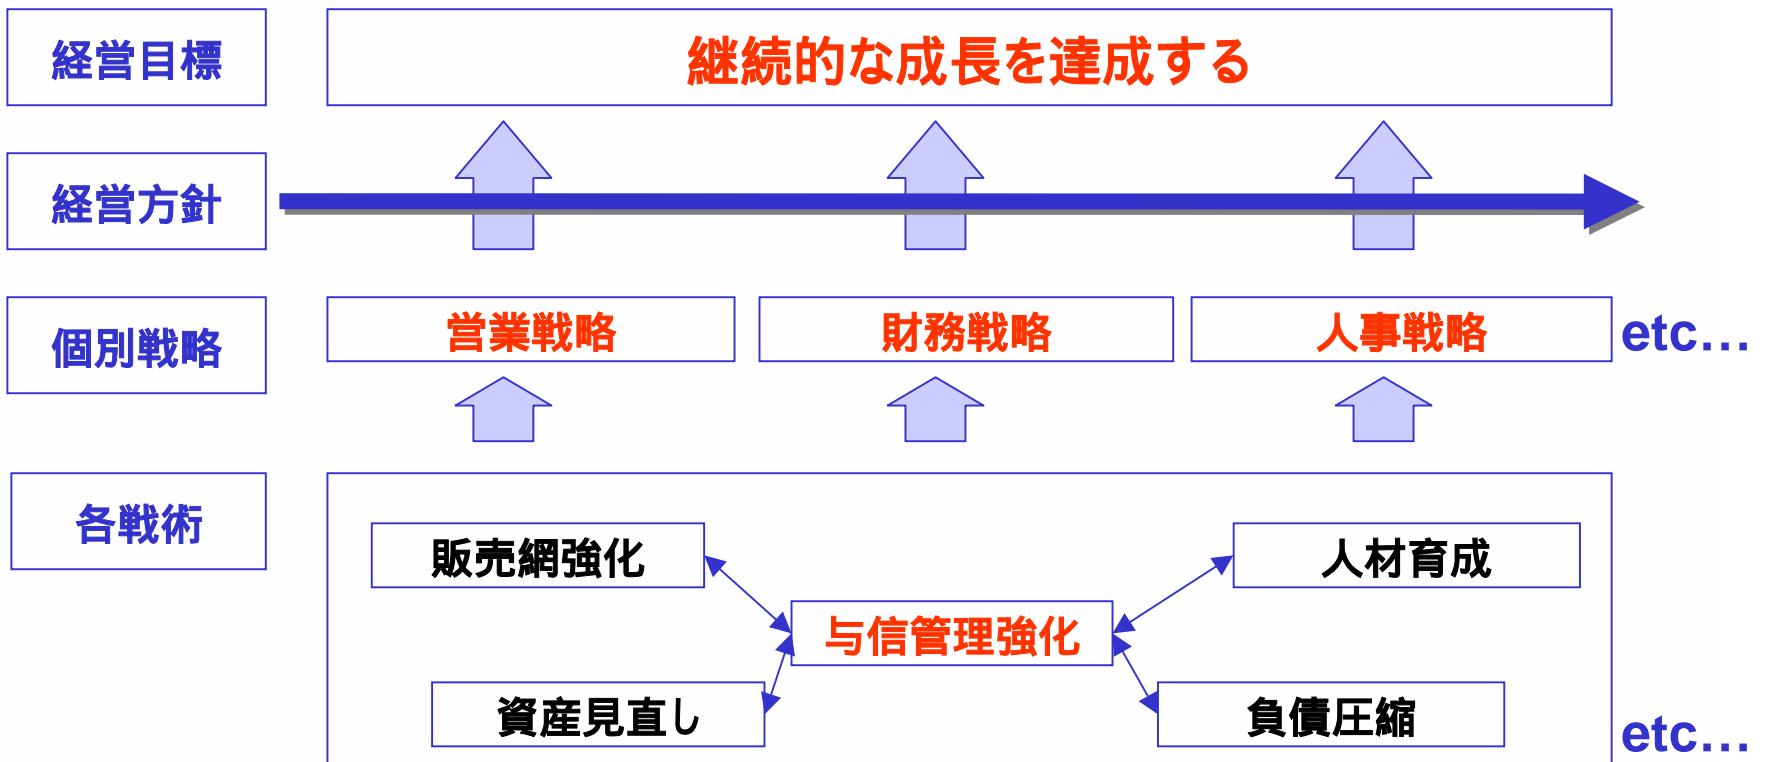 経営目標
継続的な成長を達成する
経営方針
個別戦略
営業戦略
財務戦略
人事戦略
etc…
各戦術
販売網強化
人材育成
与信管理強化
資産見直し
負債圧縮
etc…